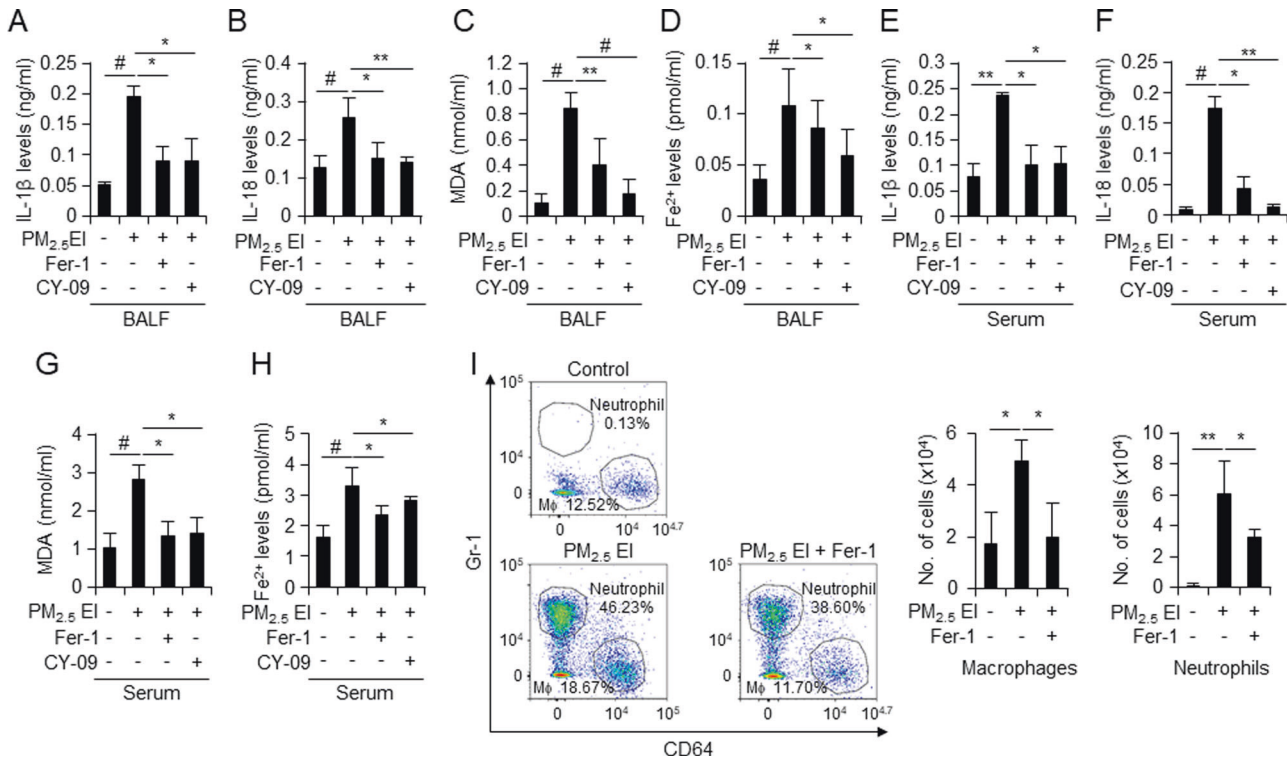 A
IL-1β levels (ng/ml)
0.25
0.2
0.15
0.1
0.05
0
#
*
*
PM2.5 EI - + + +
Fer-1 - - + -
CY-09 - - - +
BALF
B
IL-18 levels (ng/ml)
0.4
0.3
0.2
0.1
0
#
*
**
PM2.5 EI - + + +
Fer-1 - - + -
CY-09 - - - +
BALF
C
MDA (nmol/ml)
1.2
1.0
0.8
0.6
0.4
0.2
0
#
**
#
PM2.5 EI - + + +
Fer-1 - - + -
CY-09 - - - +
BALF
D
Fe2+ levels (pmol/ml)
0.15
0.1
0.05
0
#
*
*
PM2.5 EI - + + +
Fer-1 - - + -
CY-09 - - - +
BALF
E
IL-1β levels (ng/ml)
0.3
0.25
0.2
0.15
0.1
0.05
0
**
*
*
PM2.5 EI - + + +
Fer-1 - - + -
CY-09 - - - +
Serum
F
IL-18 levels (ng/ml)
0.25
0.2
0.15
0.1
0.05
0
#
*
**
PM2.5 EI - + + +
Fer-1 - - + -
CY-09 - - - +
Serum
G
MDA (nmol/ml)
4
3
2
1
0
#
*
*
PM2.5 EI - + + +
Fer-1 - - + -
CY-09 - - - +
Serum
H
Fe2+ levels (pmol/ml)
5
4
3
2
1
0
#
*
*
PM2.5 EI - + + +
Fer-1 - - + -
CY-09 - - - +
Serum
I
Gr-1
Control
10^5
10^4
0
Neutrophil
0.13%
Mϕ 12.52%
0 10^4 10^4.7
PM2.5 EI
10^5
10^4
0
Neutrophil
46.23%
Mϕ 18.67%
0 10^4 10^5
PM2.5 EI + Fer-1
10^5
10^4
0
Neutrophil
38.60%
Mϕ 11.70%
0 10^4 10^4.7
CD64
No. of cells (x10^4)
6
4
2
0
*
*
PM2.5 EI - + +
Fer-1 - - +
Macrophages
No. of cells (x10^4)
10
8
6
4
2
0
**
*
PM2.5 EI - + +
Fer-1 - - +
Neutrophils